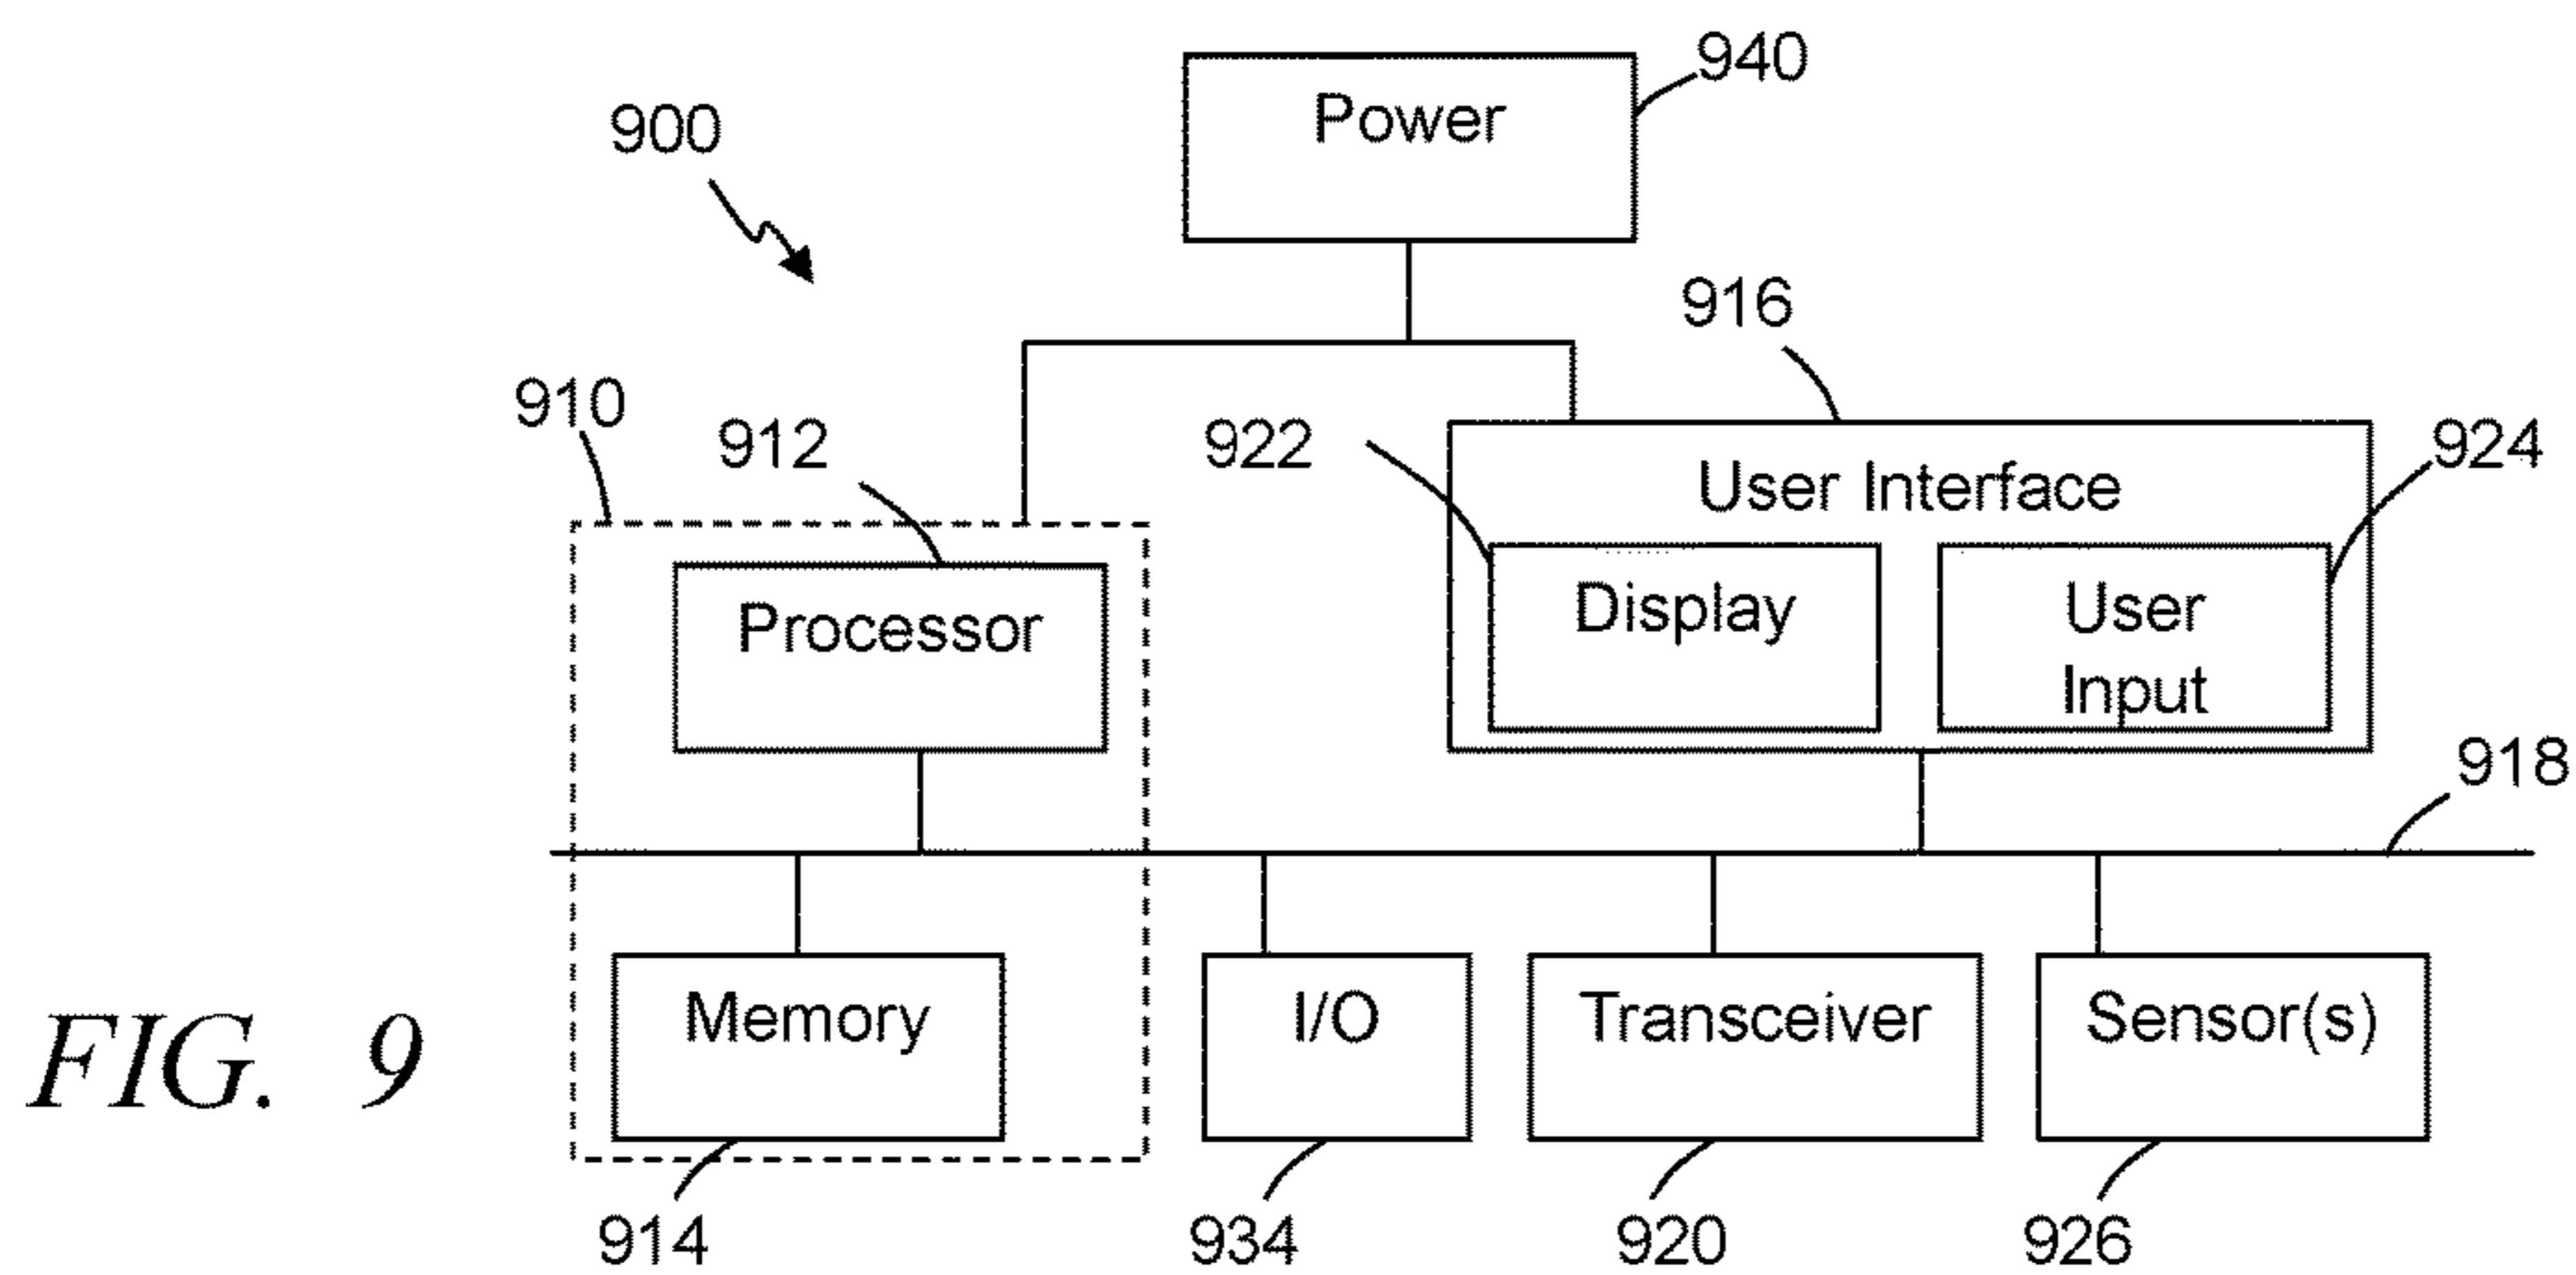 940
Power
900
916
910
912
922
924
User Interface
Processor
Display
User
Input
918
Memory
I/O
Transceiver
Sensor(s)
FIG. 9
914
934
920
926